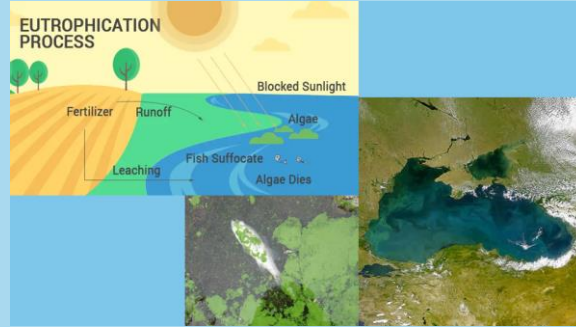 EUTROPHICATION
PROCESS
Blocked Sunlight
Fertilizer
Runoff
Algae
Fish Suffocate
Leaching
Algae Dies